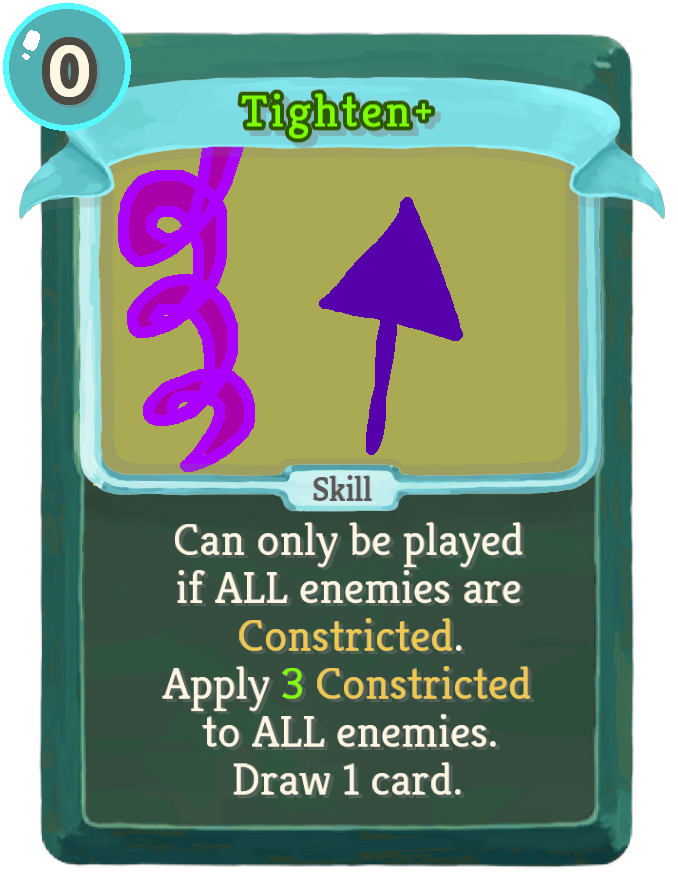 0
Tighten+
Skill
Can only be played
if ALL enemies are
Constricted.
Apply 3 Constricted
to ALL enemies.
Draw 1 card.